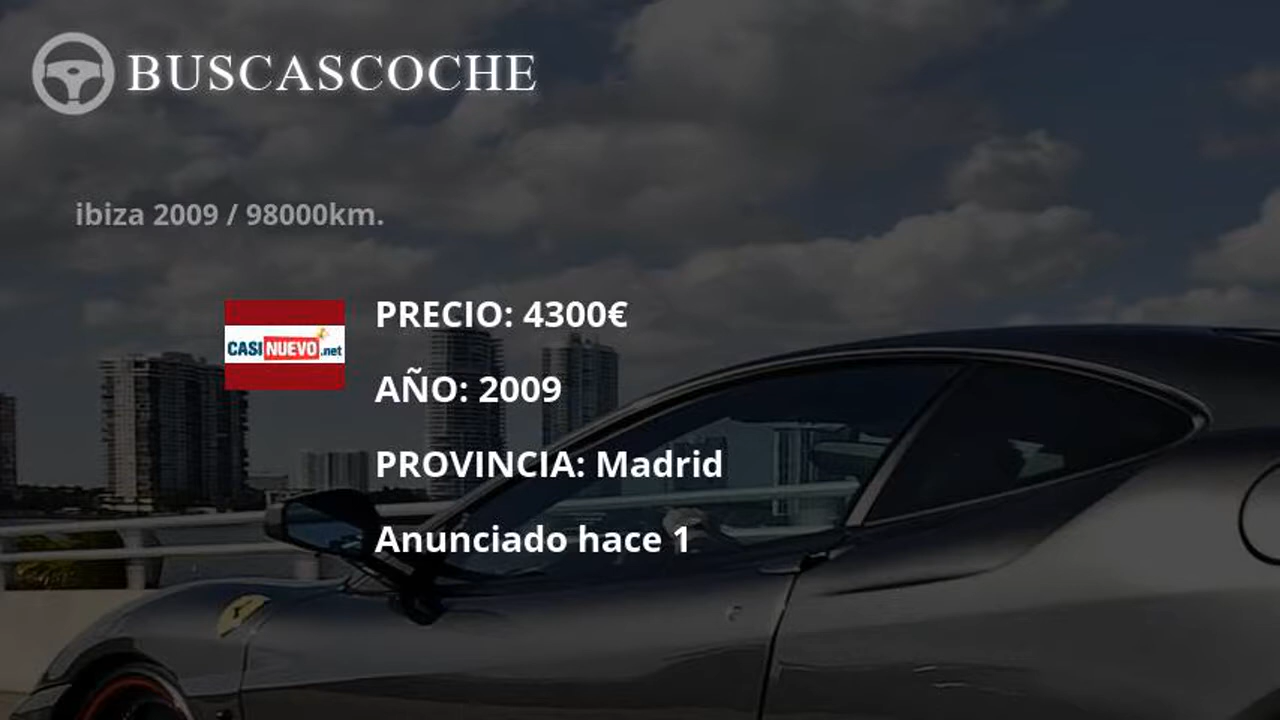 BUSCASCOCHE
ibiza 2009 / 98000km.
CASINUEVO.net
PRECIO: 4300€
AÑO: 2009
PROVINCIA: Madrid
Anunciado hace 1